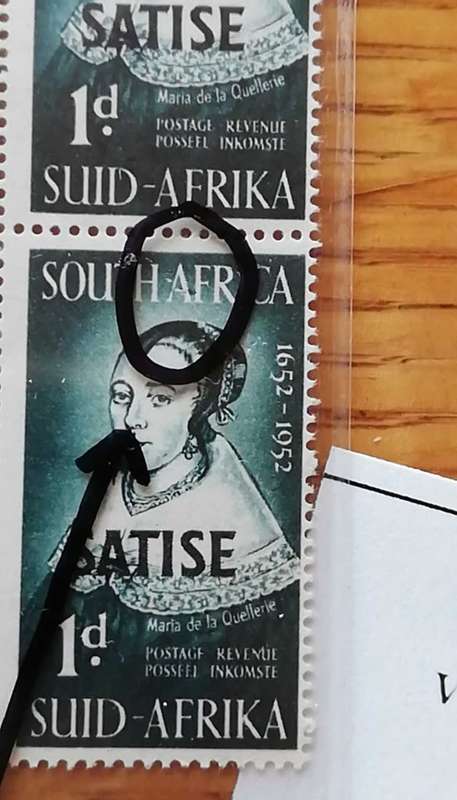 SATISE
Maria de la Quellerie
1d.
POSTAGE REVENUE
POSSEEL INKOMSTE
SUID-AFRIKA
SOUTH AFRICA
1652-1952
SATISE
Maria de la Quellerie.
1d.
POSTAGE REVENUE
POSSEEL INKOMSTE
SUID-AFRIKA